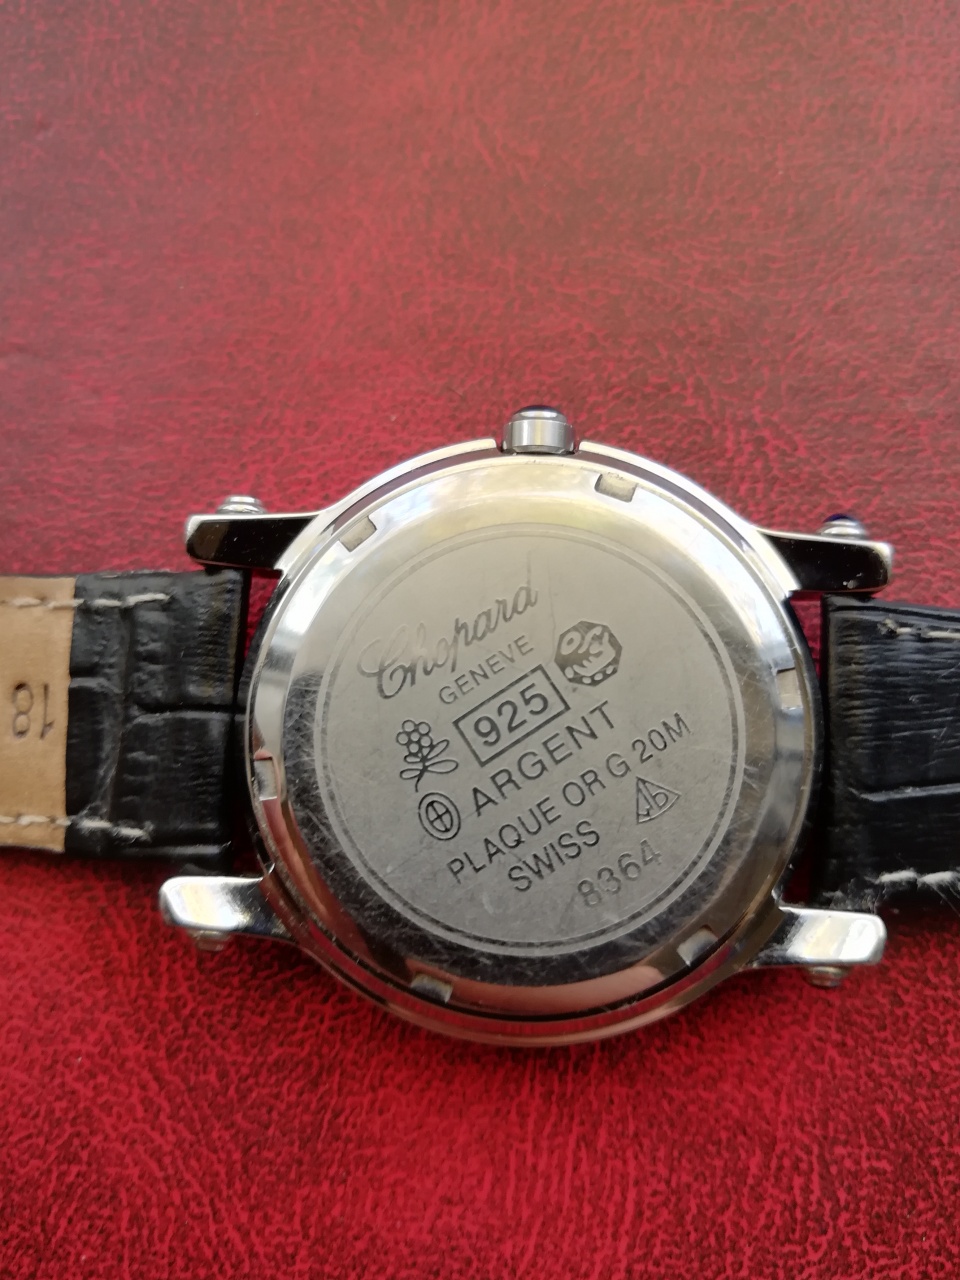 Chopard
GENEVE
925
ARGENT
PLAQUE OR G 20M
SWISS
8364
18